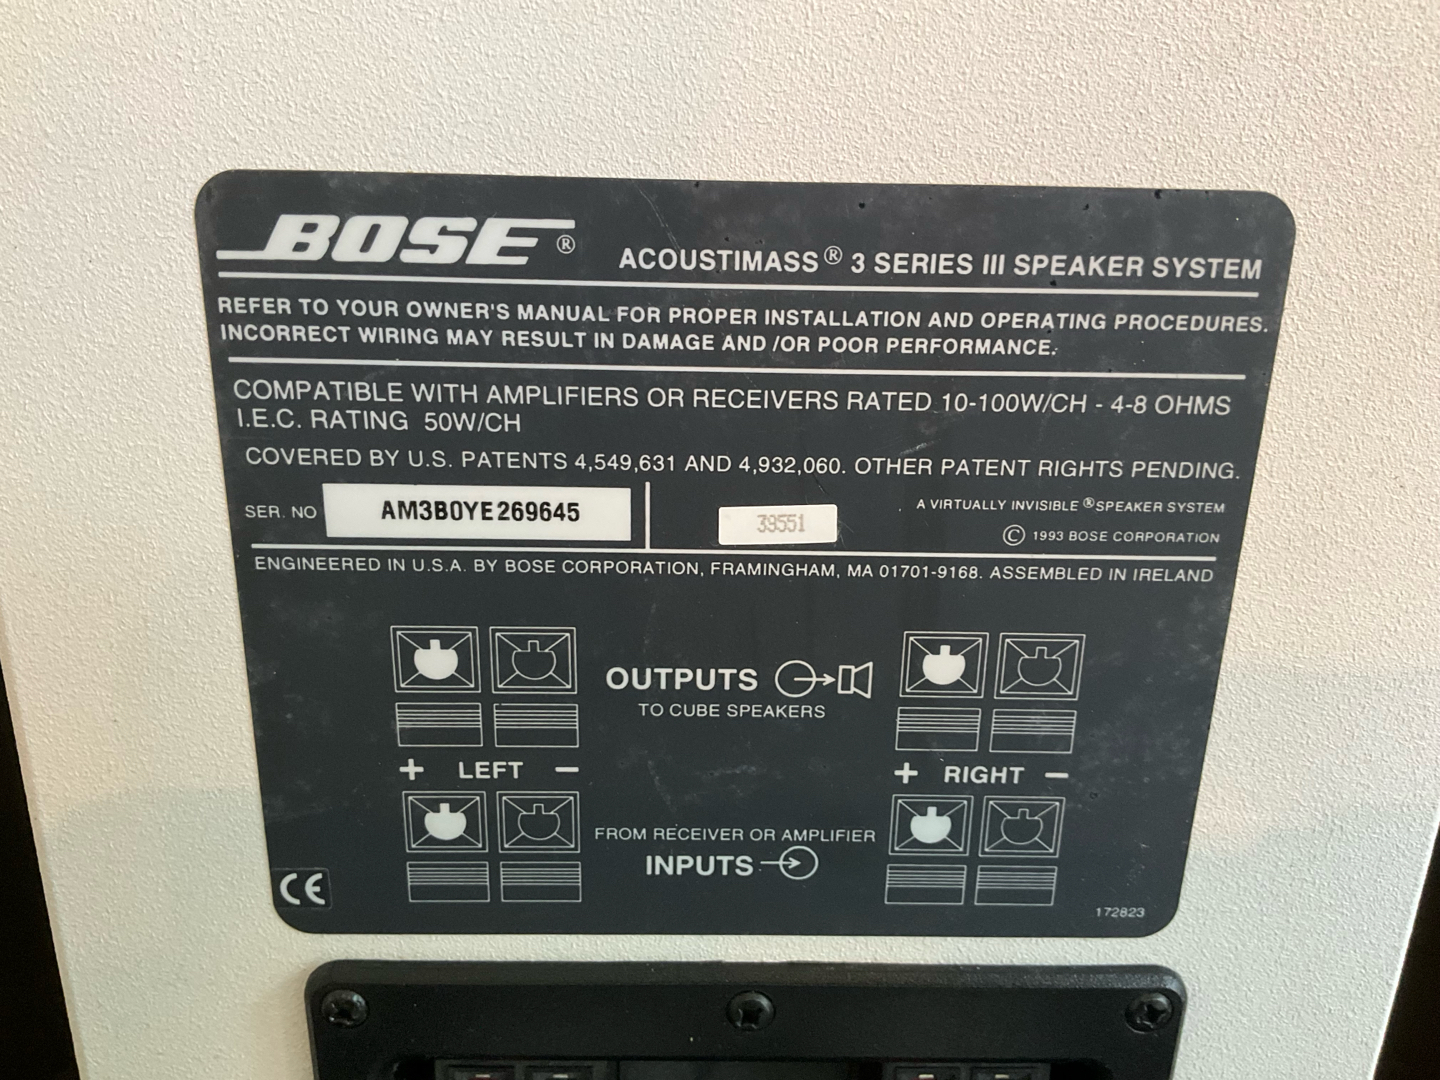 BOSE®
ACOUSTIMASS® 3 SERIES III SPEAKER SYSTEM
REFER TO YOUR OWNER'S MANUAL FOR PROPER INSTALLATION AND OPERATING PROCEDURES.
INCORRECT WIRING MAY RESULT IN DAMAGE AND /OR POOR PERFORMANCE.
COMPATIBLE WITH AMPLIFIERS OR RECEIVERS RATED 10-100W/CH - 4-8 OHMS
I.E.C. RATING 50W/CH
COVERED BY U.S. PATENTS 4,549,631 AND 4,932,060. OTHER PATENT RIGHTS PENDING.
SER. NO AM3B0YE269645
39551
A VIRTUALLY INVISIBLE ® SPEAKER SYSTEM
© 1993 BOSE CORPORATION
ENGINEERED IN U.S.A. BY BOSE CORPORATION, FRAMINGHAM, MA 01701-9168. ASSEMBLED IN IRELAND
OUTPUTS
TO CUBE SPEAKERS
+ LEFT −
+ RIGHT −
FROM RECEIVER OR AMPLIFIER
INPUTS
CE
172823